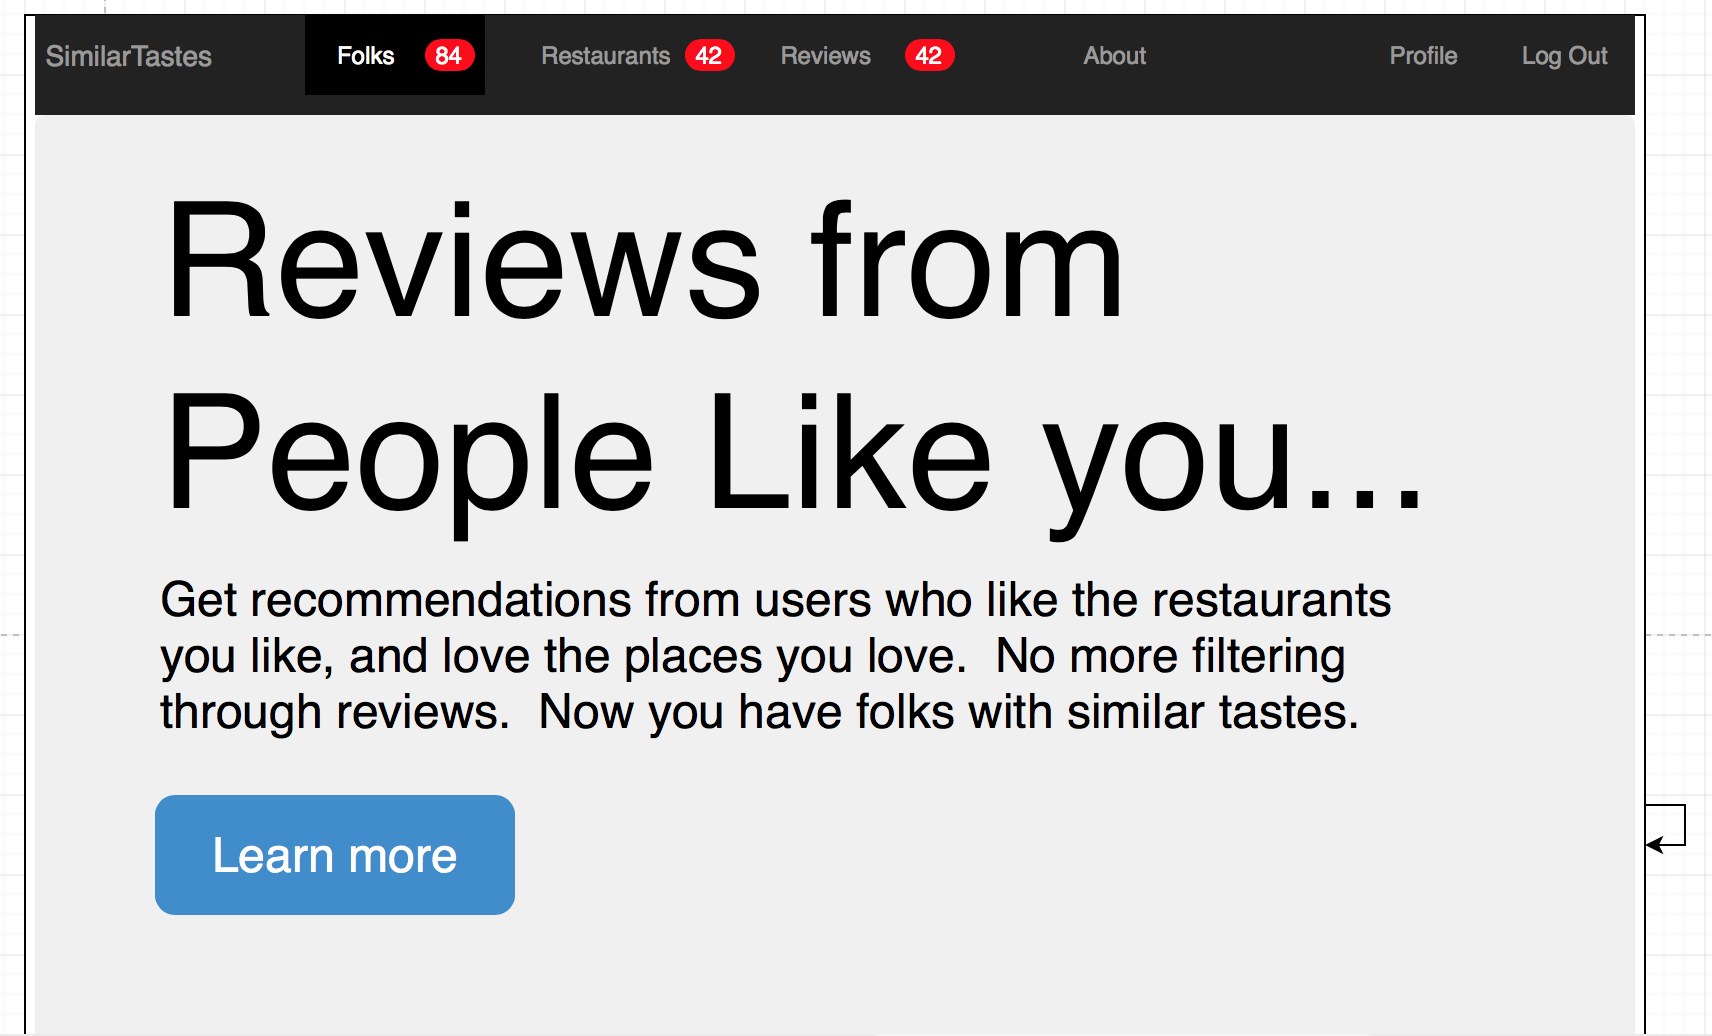 SimilarTastes Folks 84 Restaurants 42 Reviews 42 About Profile Log Out
Reviews from
People Like you...
Get recommendations from users who like the restaurants
you like, and love the places you love.  No more filtering
through reviews.  Now you have folks with similar tastes.
Learn more